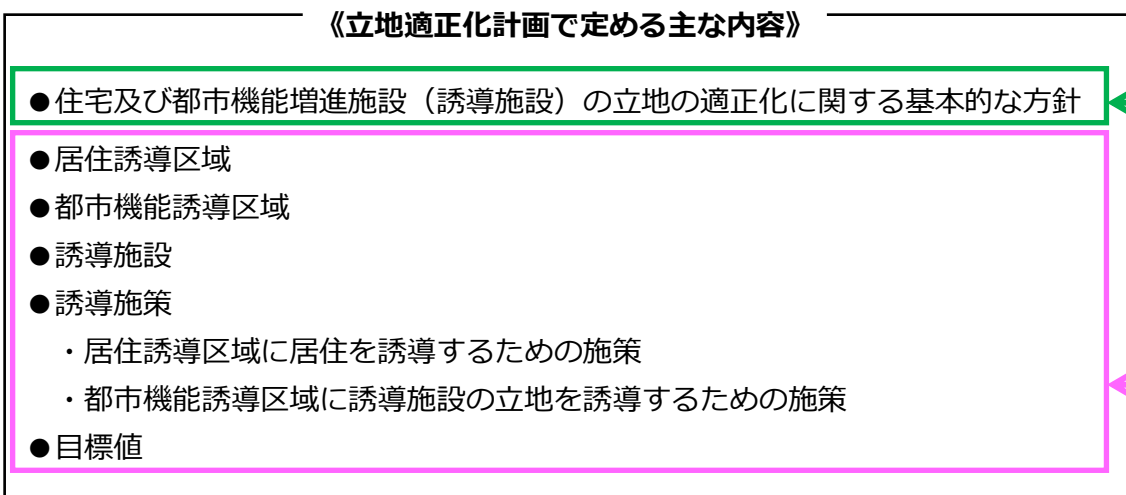 《立地適正化計画で定める主な内容》
●住宅及び都市機能増進施設（誘導施設）の立地の適正化に関する基本的な方針
●居住誘導区域
●都市機能誘導区域
●誘導施設
●誘導施策
・居住誘導区域に居住を誘導するための施策
・都市機能誘導区域に誘導施設の立地を誘導するための施策
●目標値